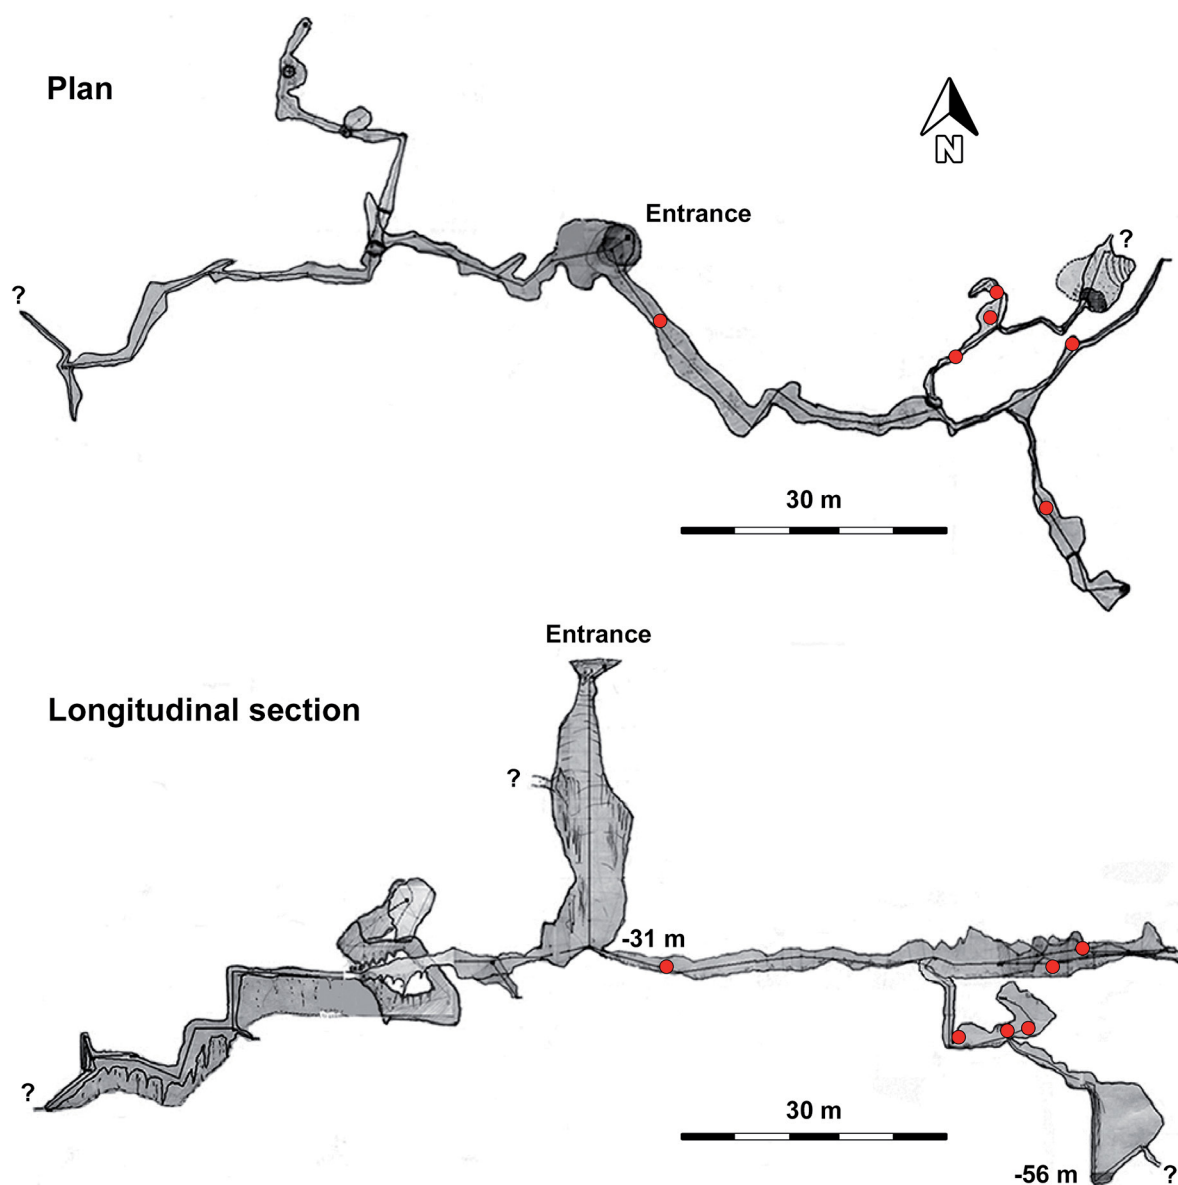 Plan
N
Entrance
?
?
30 m
Entrance
Longitudinal section
?
-31 m
?
30 m
-56 m
?